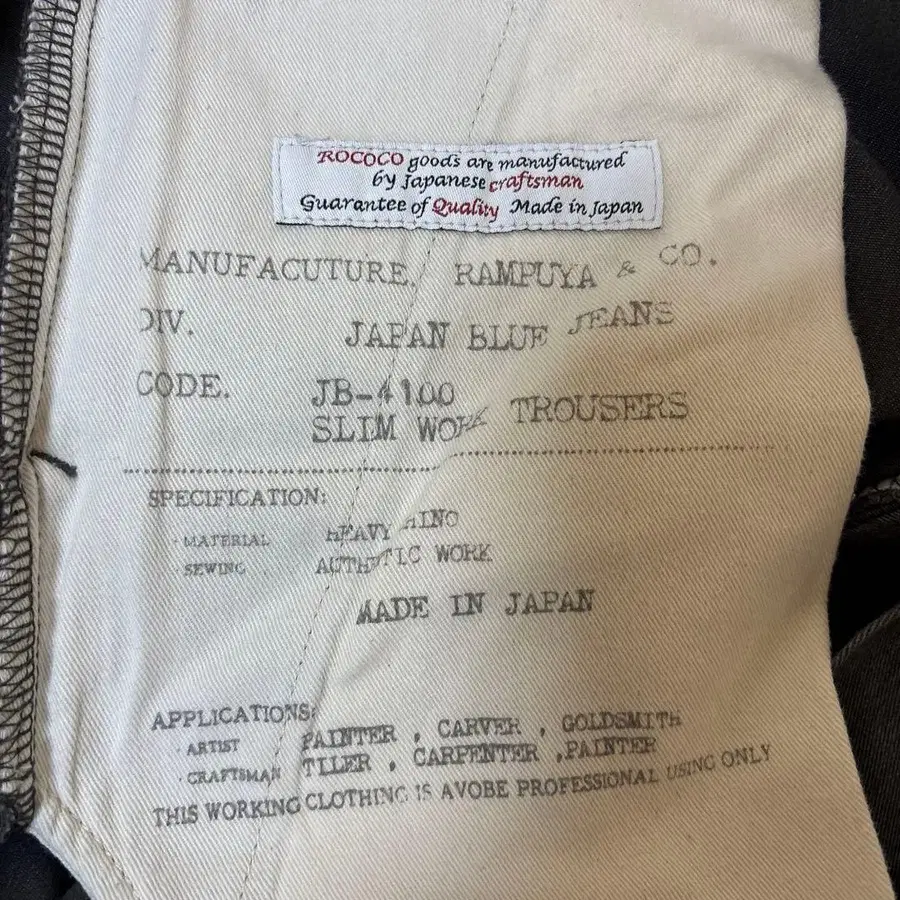 ROCOCO goods are manufactured
by Japanese craftsman
Guarantee of Quality Made in Japan
MANUFACUTURE. RAMPUYA & CO.
DIV. JAPAN BLUE JEANS
CODE. JB-4100
SLIM WORK TROUSERS
SPECIFICATION:
· MATERIAL HEAVY
· SEWING AUTHENTIC WORK
MADE IN JAPAN
APPLICATIONS:
· ARTIST PAINTER , CARVER , GOLDSMITH
· CRAFTSMAN TILER , CARPENTER ,PAINTER
THIS WORKING CLOTHING IS AVOBE PROFESSIONAL USING ONLY